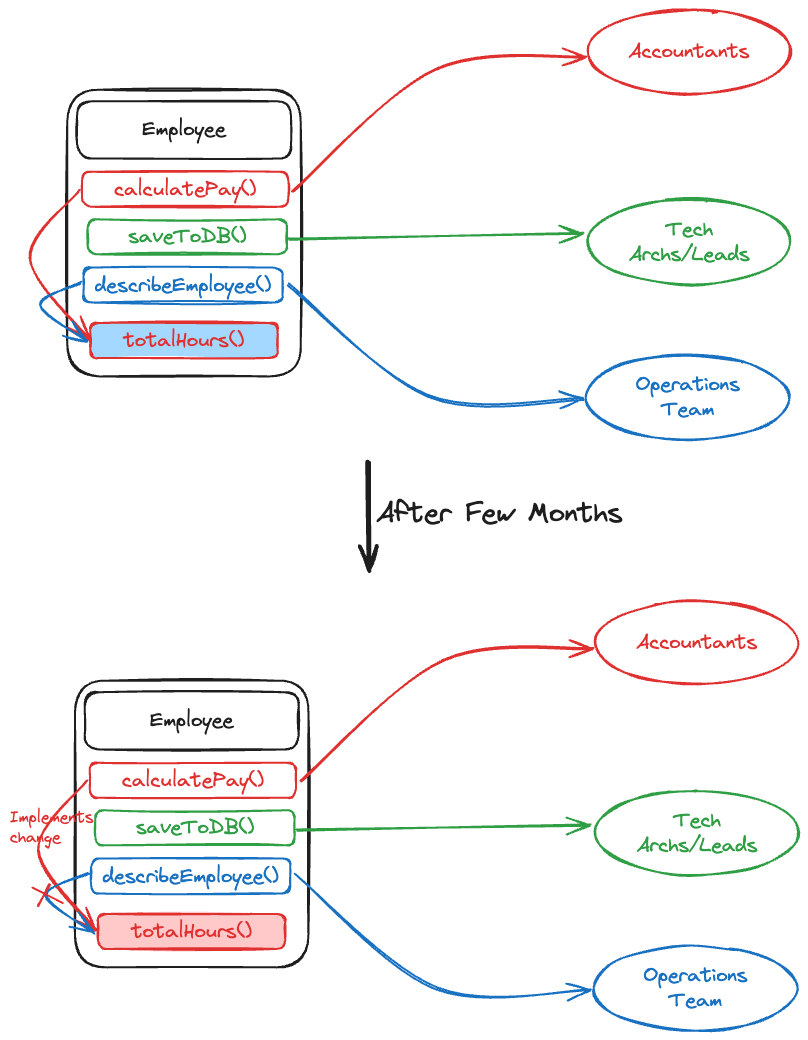 Accountants
Employee
calculatePay()
saveToDB()
Tech
Archs/Leads
describeEmployee()
totalHours()
Operations
Team
After Few Months
Accountants
Employee
calculatePay()
Implements
change
saveToDB()
Tech
Archs/Leads
describeEmployee()
totalHours()
Operations
Team